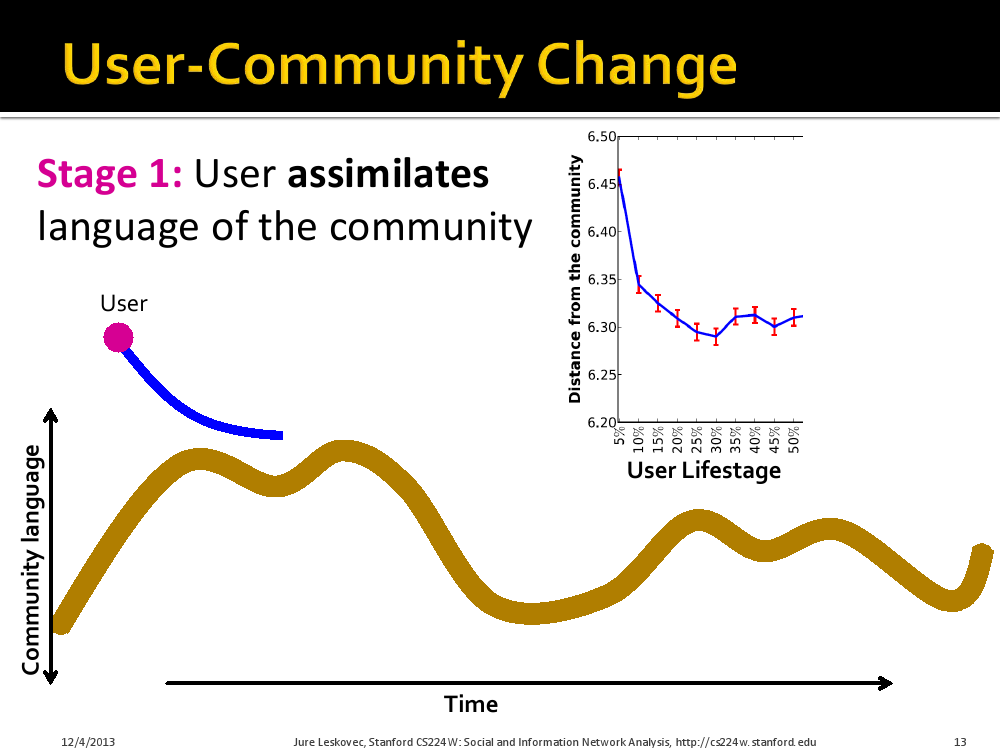 User-Community Change
Stage 1: User assimilates
language of the community
User
Community language
Time
Distance from the community
6.50
6.45
6.40
6.35
6.30
6.25
6.20
5%
10%
15%
20%
25%
30%
35%
40%
45%
50%
User Lifestage
12/4/2013
Jure Leskovec, Stanford CS224W: Social and Information Network Analysis, http://cs224w.stanford.edu
13